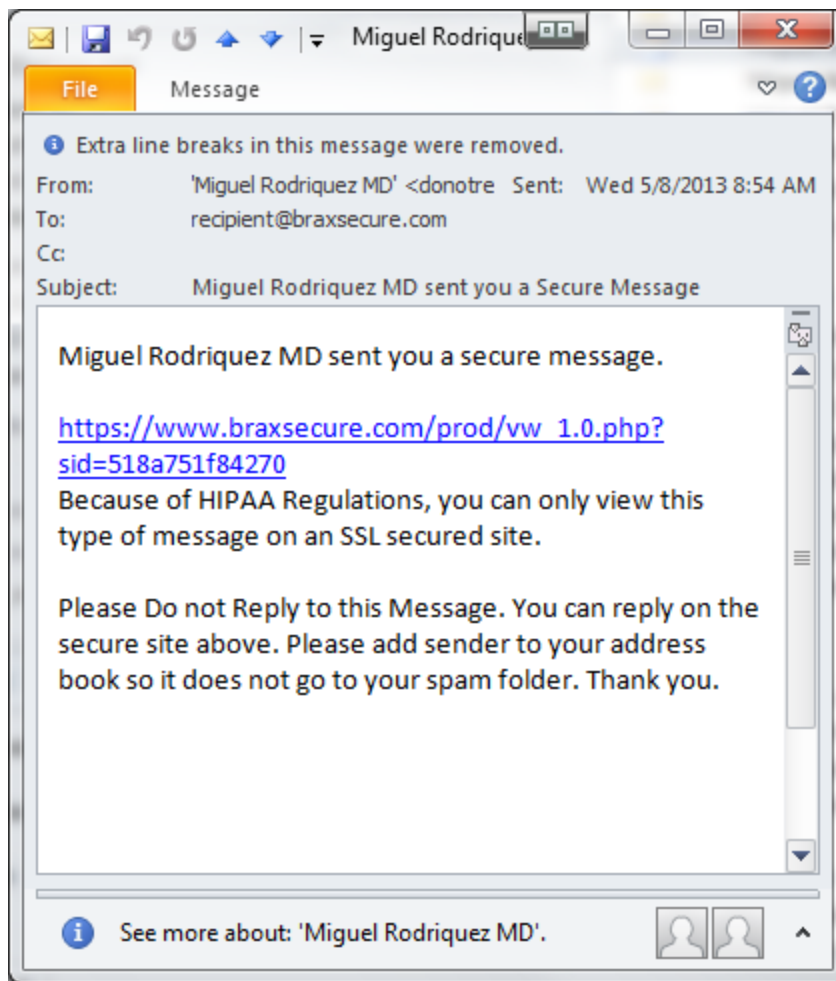 Miguel Rodrique
File Message
Extra line breaks in this message were removed.
From: 'Miguel Rodriquez MD' <donotre Sent: Wed 5/8/2013 8:54 AM
To: recipient@braxsecure.com
Cc:
Subject: Miguel Rodriquez MD sent you a Secure Message
Miguel Rodriquez MD sent you a secure message.
https://www.braxsecure.com/prod/vw_1.0.php?
sid=518a751f84270
Because of HIPAA Regulations, you can only view this
type of message on an SSL secured site.
Please Do not Reply to this Message. You can reply on the
secure site above. Please add sender to your address
book so it does not go to your spam folder. Thank you.
See more about: 'Miguel Rodriquez MD'.